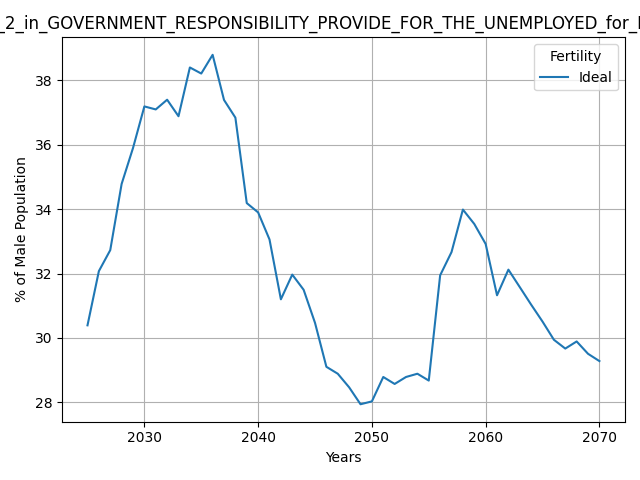 _2_in_GOVERNMENT_RESPONSIBILITY_PROVIDE_FOR_THE_UNEMPLOYED_for_
Fertility
Ideal
% of Male Population
38
36
34
32
30
28
2030 2040 2050 2060 2070
Years